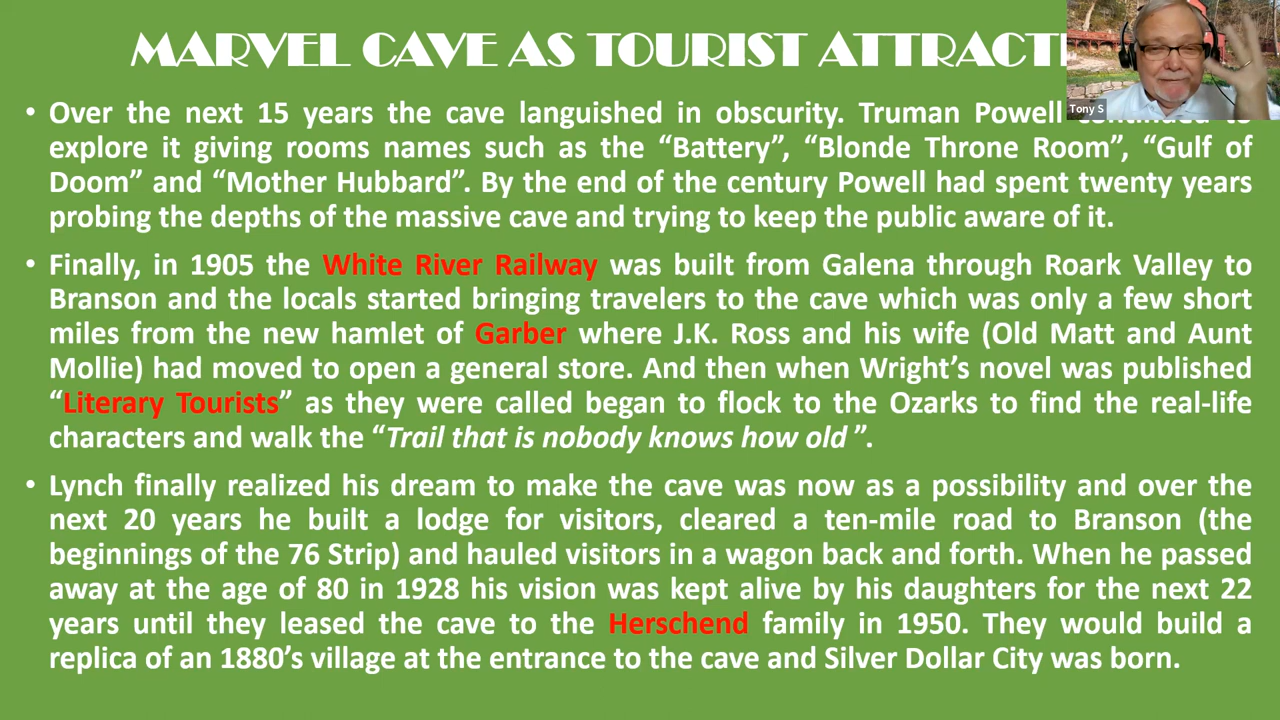 MARVEL CAVE AS TOURIST
Tony S
• Over the next 15 years the cave languished in obscurity. Truman Powell
explore it giving rooms names such as the “Battery”, “Blonde Throne Room”, “Gulf of
Doom” and “Mother Hubbard”. By the end of the century Powell had spent twenty years
probing the depths of the massive cave and trying to keep the public aware of it.
• Finally, in 1905 the White River Railway was built from Galena through Roark Valley to
Branson and the locals started bringing travelers to the cave which was only a few short
miles from the new hamlet of Garber where J.K. Ross and his wife (Old Matt and Aunt
Mollie) had moved to open a general store. And then when Wright’s novel was published
“Literary Tourists” as they were called began to flock to the Ozarks to find the real-life
characters and walk the “Trail that is nobody knows how old ”.
• Lynch finally realized his dream to make the cave was now as a possibility and over the
next 20 years he built a lodge for visitors, cleared a ten-mile road to Branson (the
beginnings of the 76 Strip) and hauled visitors in a wagon back and forth. When he passed
away at the age of 80 in 1928 his vision was kept alive by his daughters for the next 22
years until they leased the cave to the Herschend family in 1950. They would build a
replica of an 1880’s village at the entrance to the cave and Silver Dollar City was born.